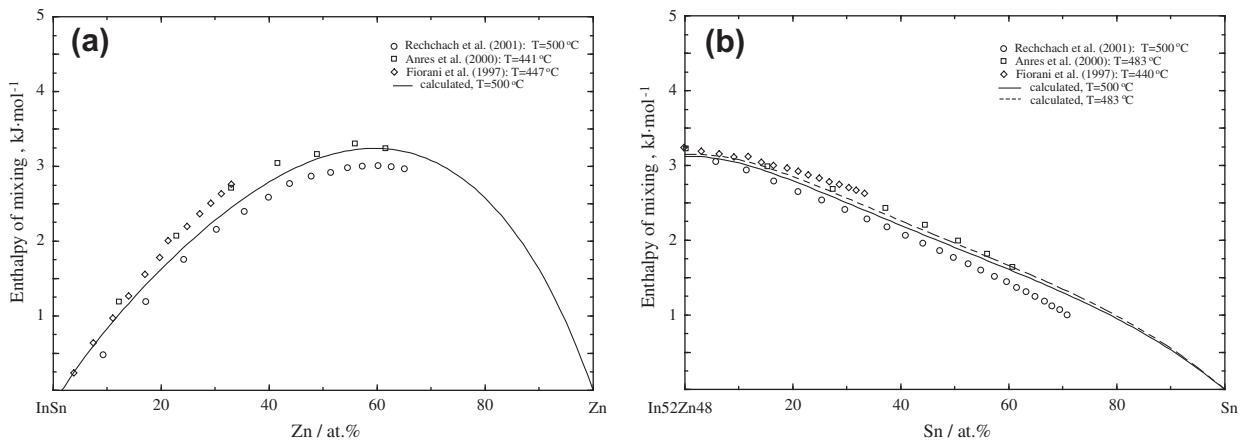 (a)
5
4
3
2
1
Enthalpy of mixing , kJ·mol-1
Rechchach et al. (2001): T=500 °C
Anres et al. (2000): T=441 °C
Fiorani et al. (1997): T=447 °C
calculated, T=500 °C
InSn
20
40
60
80
Zn
Zn / at.%
(b)
5
4
3
2
1
Enthalpy of mixing , kJ·mol-1
Rechchach et al. (2001): T=500 °C
Anres et al. (2000): T=483 °C
Fiorani et al. (1997): T=440 °C
calculated, T=500 °C
calculated, T=483 °C
In52Zn48
20
40
60
80
Sn
Sn / at.%